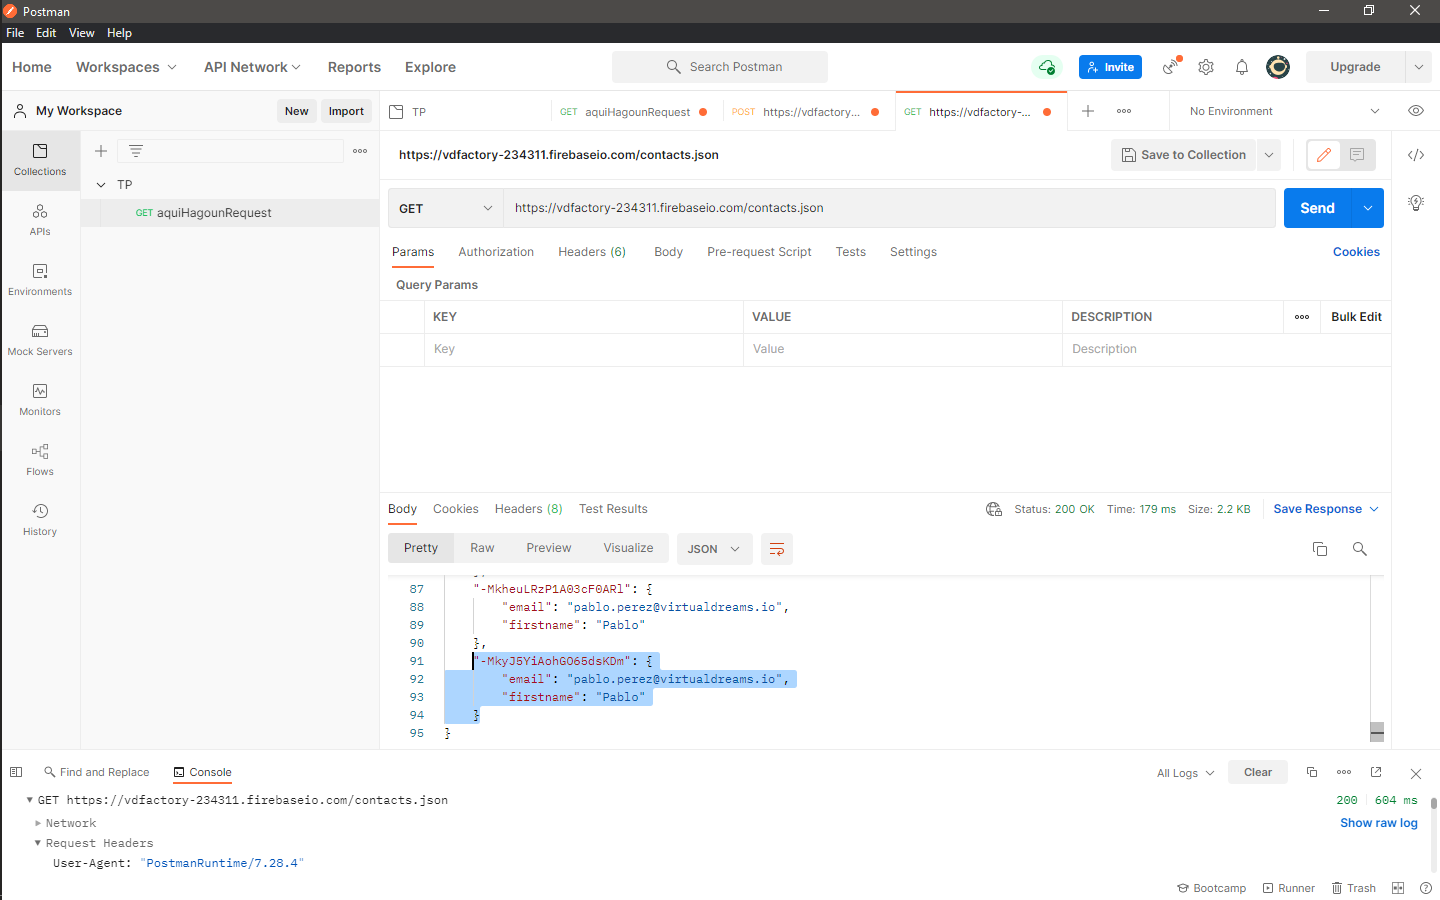 Postman
File Edit View Help
Home Workspaces API Network Reports Explore Search Postman Invite Upgrade
My Workspace New Import
TP GET aquiHagounRequest POST https://vdfactory-... GET https://vdfactory-... No Environment
Collections
APIs
Environments
Mock Servers
Monitors
Flows
History
TP
GET aquiHagounRequest
https://vdfactory-234311.firebaseio.com/contacts.json Save to Collection
GET https://vdfactory-234311.firebaseio.com/contacts.json Send
Params Authorization Headers (6) Body Pre-request Script Tests Settings Cookies
Query Params
KEY VALUE DESCRIPTION Bulk Edit
Key Value Description
Body Cookies Headers (8) Test Results Status: 200 OK Time: 179 ms Size: 2.2 KB Save Response
Pretty Raw Preview Visualize JSON
87 "-MkheuLRzP1A03cF0ARl": {
88 "email": "pablo.perez@virtualdreams.io",
89 "firstname": "Pablo"
90 },
91 "-MkyJ5YiAohGO65dsKDm": {
92 "email": "pablo.perez@virtualdreams.io",
93 "firstname": "Pablo"
94 }
95 }
Find and Replace Console All Logs Clear
GET https://vdfactory-234311.firebaseio.com/contacts.json 200 604 ms
Network Show raw log
Request Headers
User-Agent: "PostmanRuntime/7.28.4"
Bootcamp Runner Trash